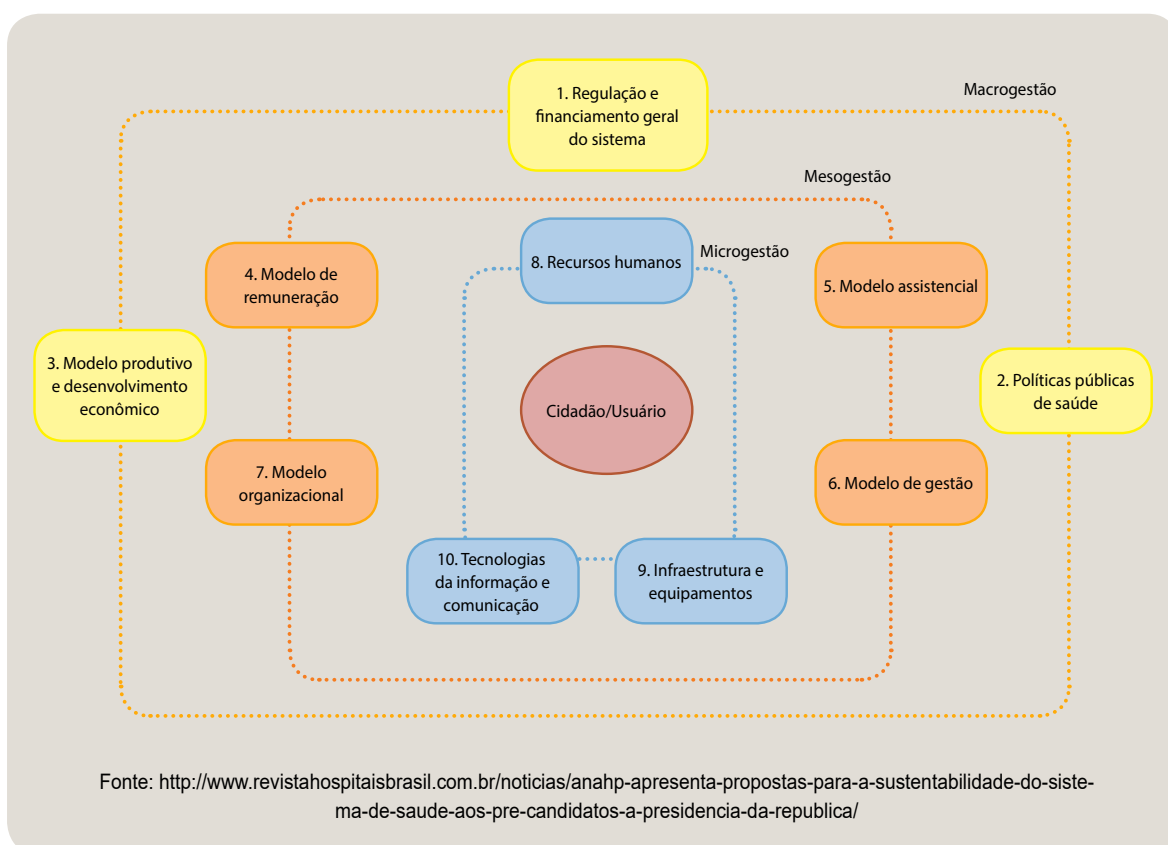 1. Regulação e
financiamento geral
do sistema
Macrogestão
Mesogestão
8. Recursos humanos
Microgestão
4. Modelo de
remuneração
5. Modelo assistencial
3. Modelo produtivo
e desenvolvimento
econômico
2. Políticas públicas
de saúde
Cidadão/Usuário
7. Modelo
organizacional
6. Modelo de gestão
10. Tecnologias
da informação e
comunicação
9. Infraestrutura e
equipamentos
Fonte: http://www.revistahospitaisbrasil.com.br/noticias/anahp-apresenta-propostas-para-a-sustentabilidade-do-siste-
ma-de-saude-aos-pre-candidatos-a-presidencia-da-republica/